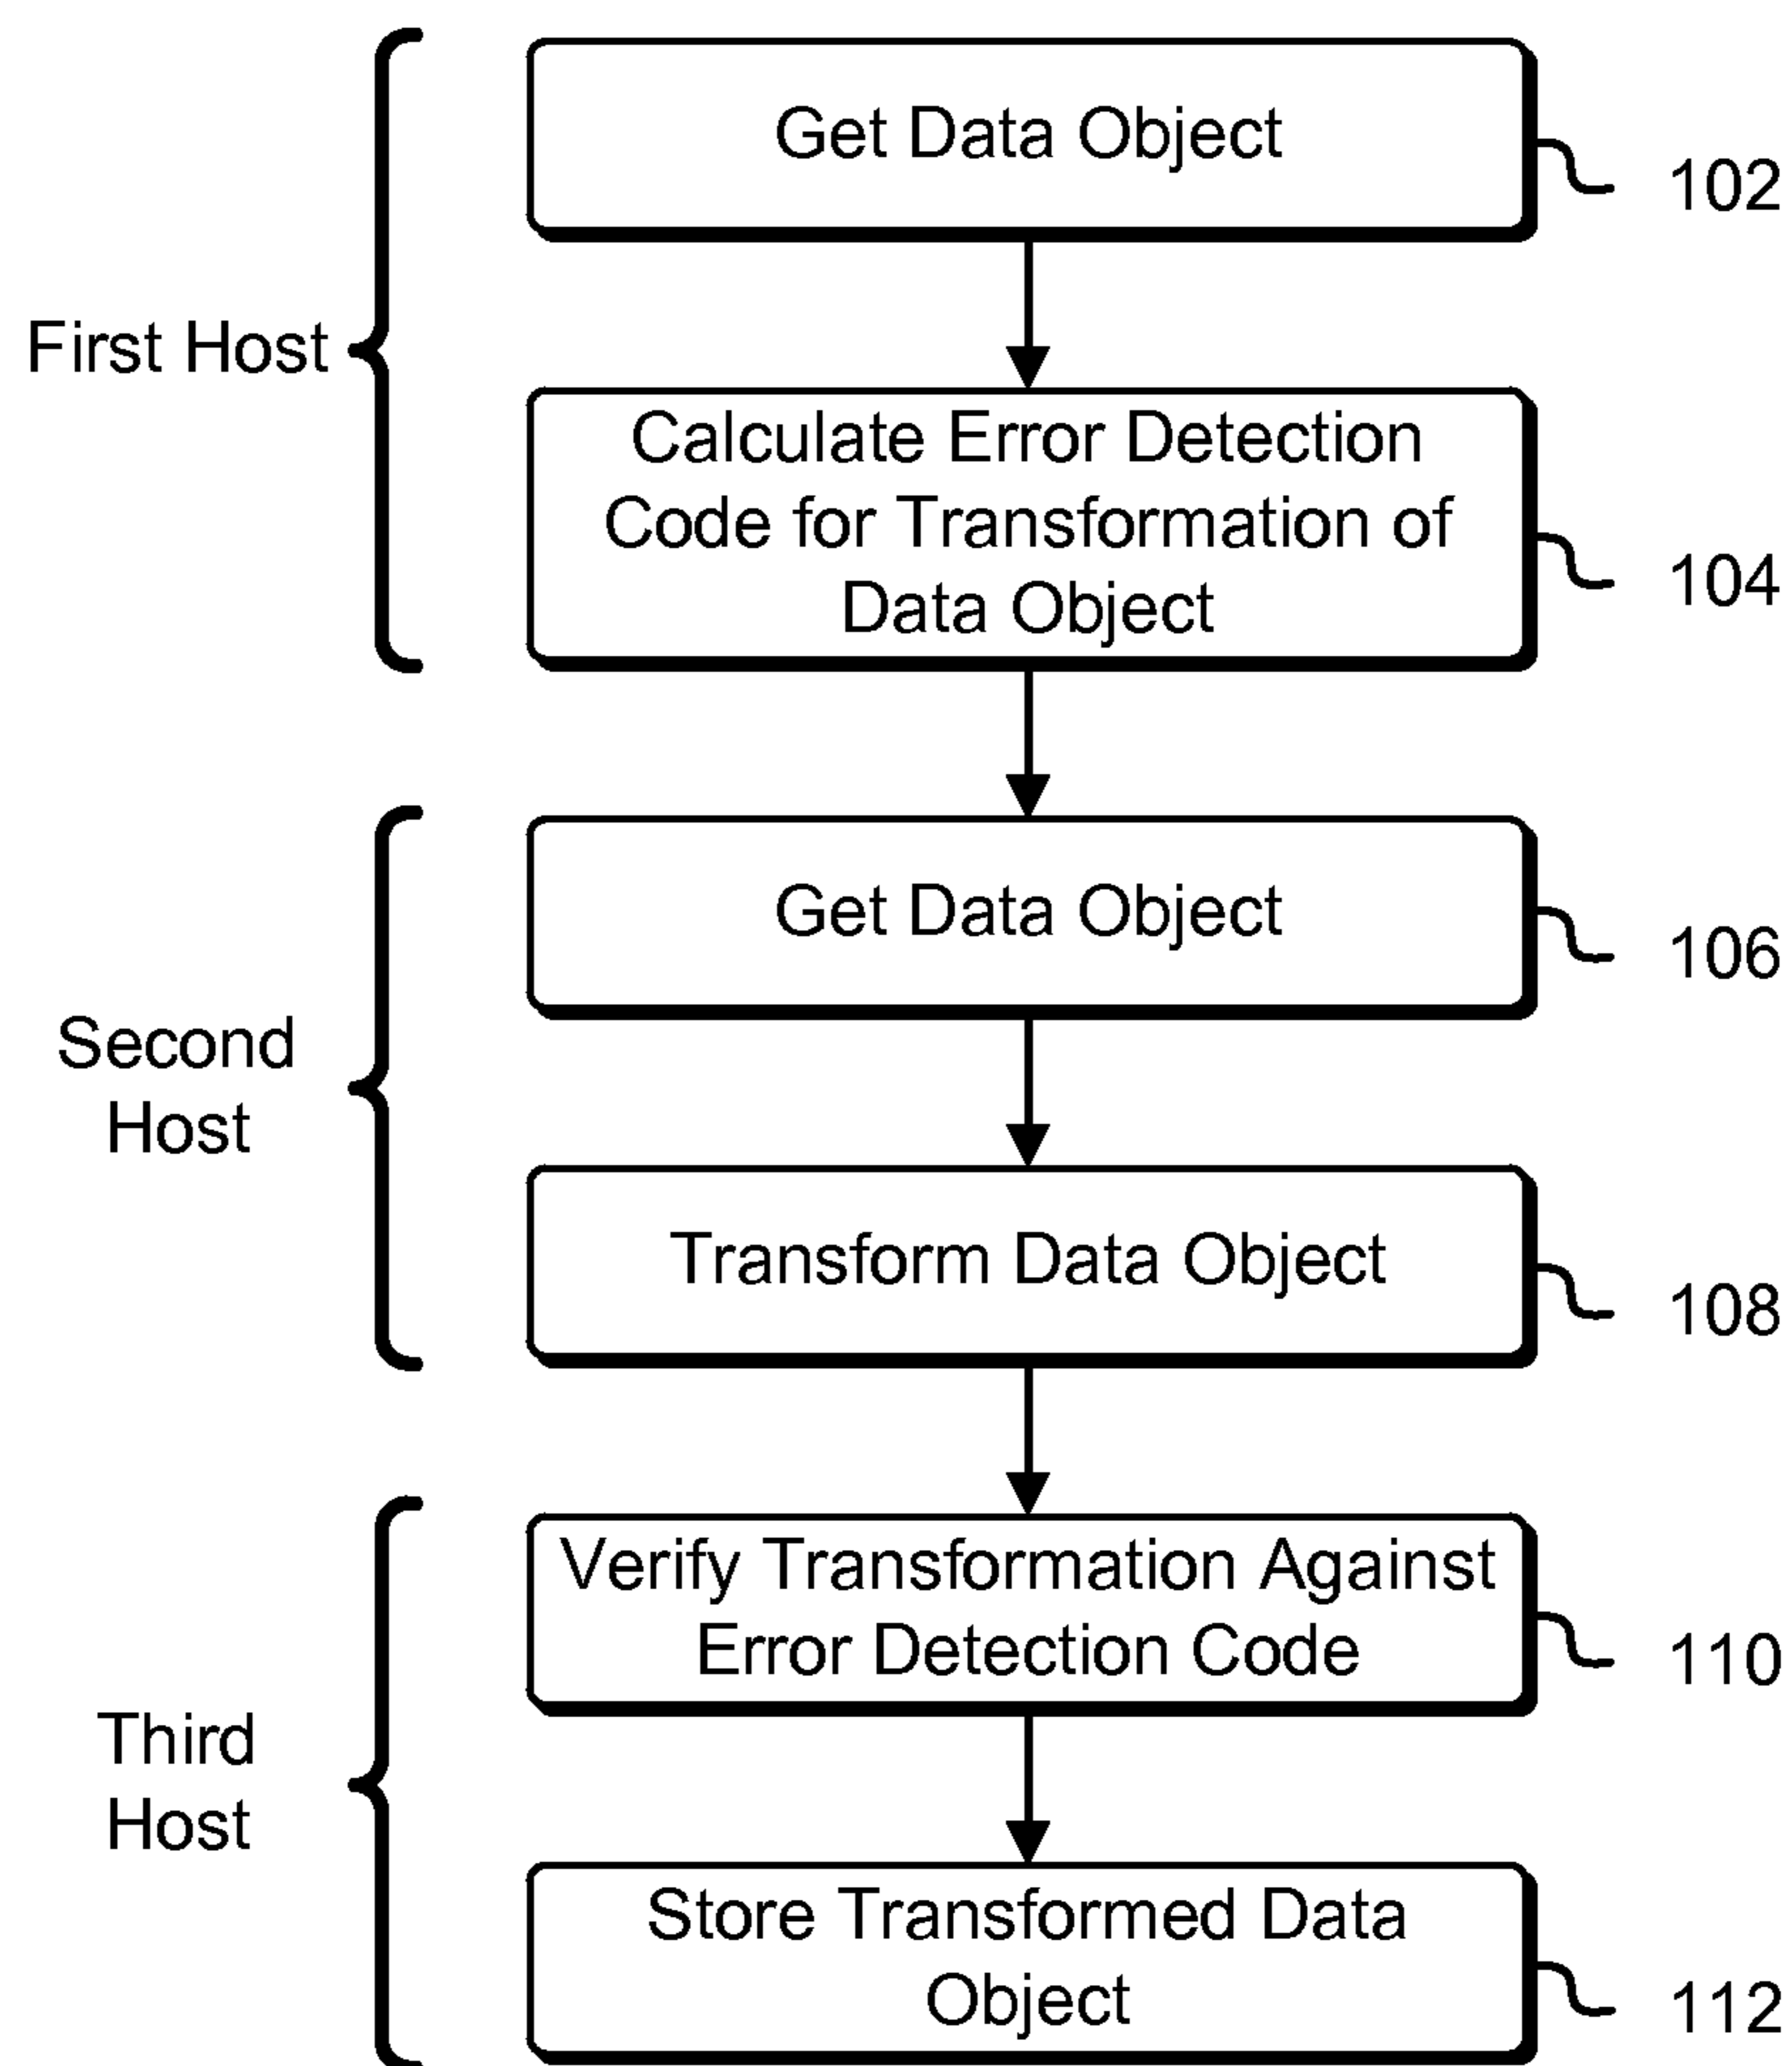 Get Data Object
102
First Host
Calculate Error Detection
Code for Transformation of
Data Object
104
Get Data Object
106
Second
Host
Transform Data Object
108
Verify Transformation Against
Error Detection Code
110
Third
Host
Store Transformed Data
Object
112